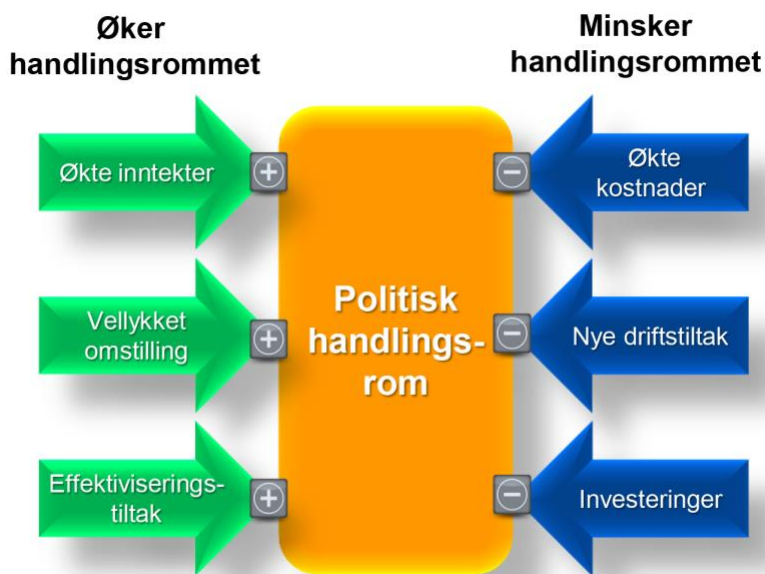 Øker
handlingsrommet
Minsker
handlingsrommet
Økte inntekter
Vellykket
omstilling
Effektiviserings-
tiltak
Politisk
handlings-
rom
Økte
kostnader
Nye driftstiltak
Investeringer